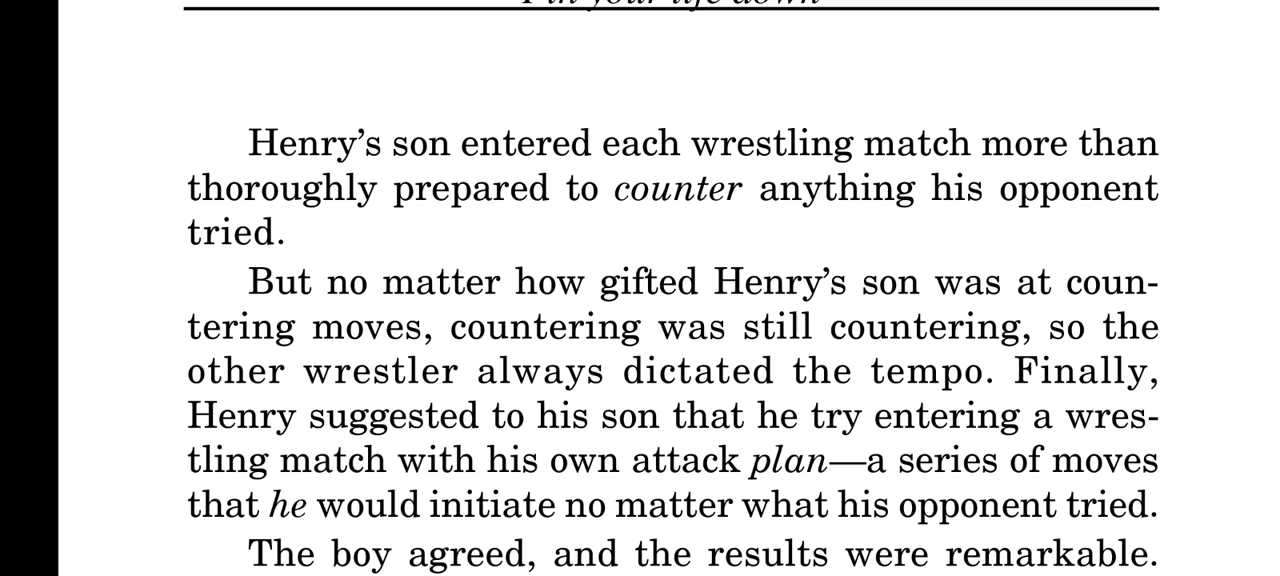 Pin your life down
Henry’s son entered each wrestling match more than
thoroughly prepared to counter anything his opponent
tried.
But no matter how gifted Henry’s son was at coun-
tering moves, countering was still countering, so the
other wrestler always dictated the tempo. Finally,
Henry suggested to his son that he try entering a wres-
tling match with his own attack plan—a series of moves
that he would initiate no matter what his opponent tried.
The boy agreed, and the results were remarkable.